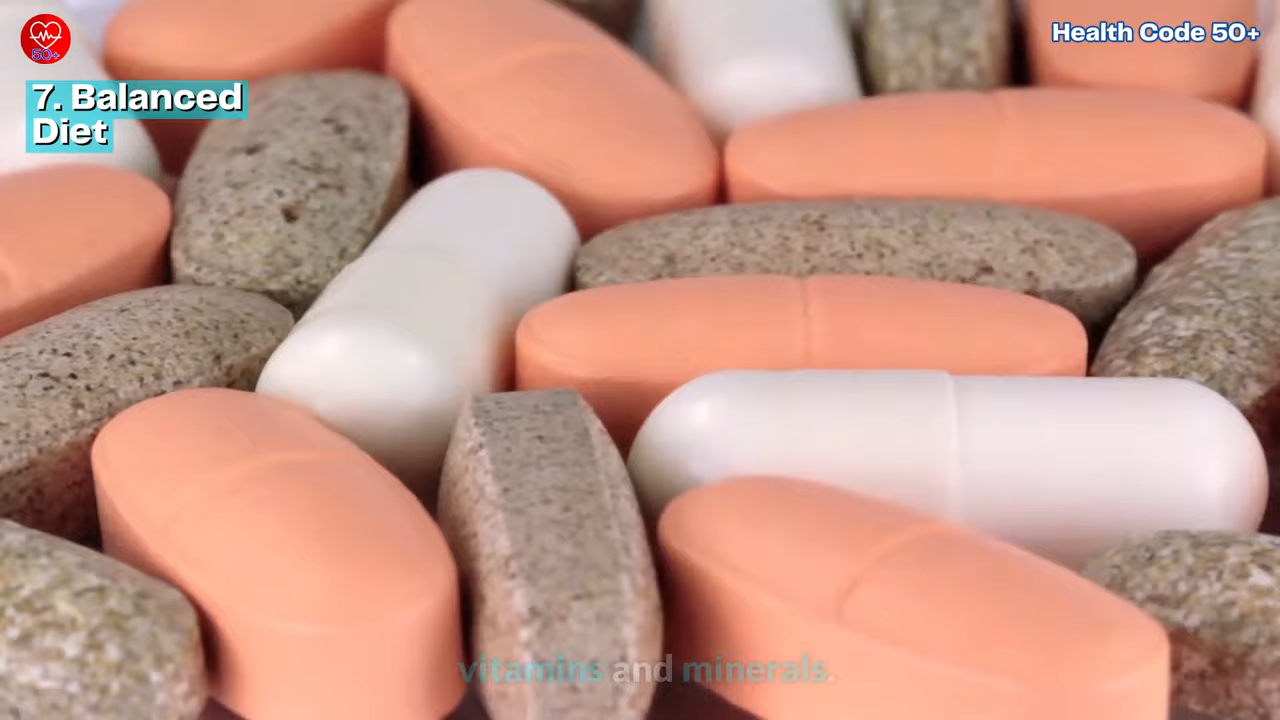 50+
Health Code 50+
7. Balanced
Diet
vitamins and minerals.